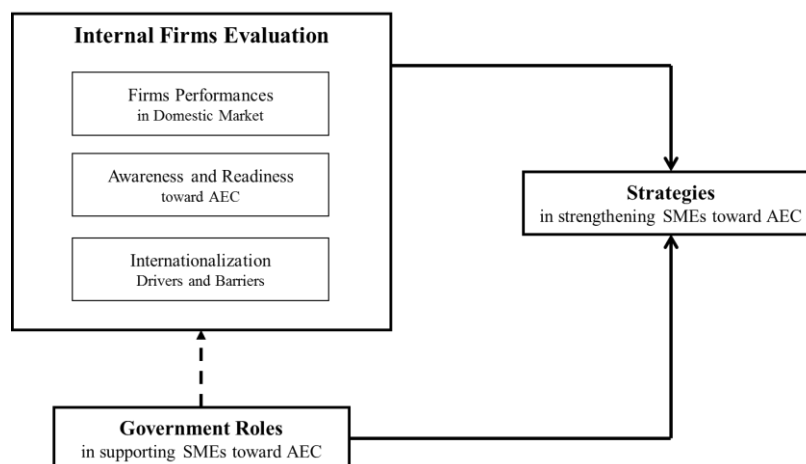 Internal Firms Evaluation
Firms Performances
in Domestic Market
Awareness and Readiness
toward AEC
Internationalization
Drivers and Barriers
Strategies
in strengthening SMEs toward AEC
Government Roles
in supporting SMEs toward AEC